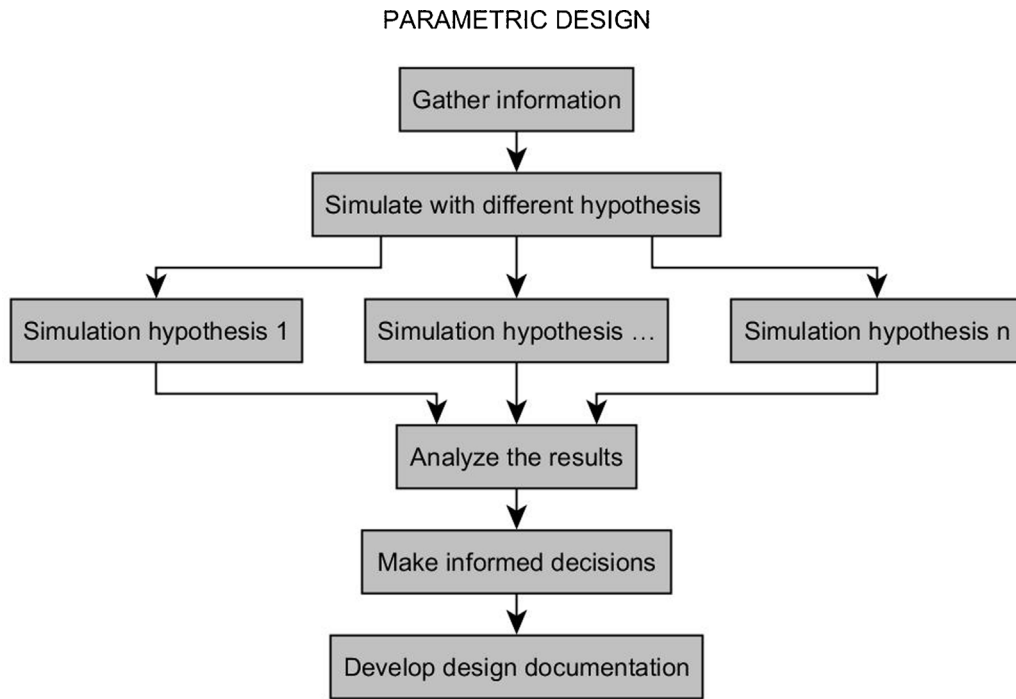 PARAMETRIC DESIGN
Gather information
Simulate with different hypothesis
Simulation hypothesis 1
Simulation hypothesis …
Simulation hypothesis n
Analyze the results
Make informed decisions
Develop design documentation